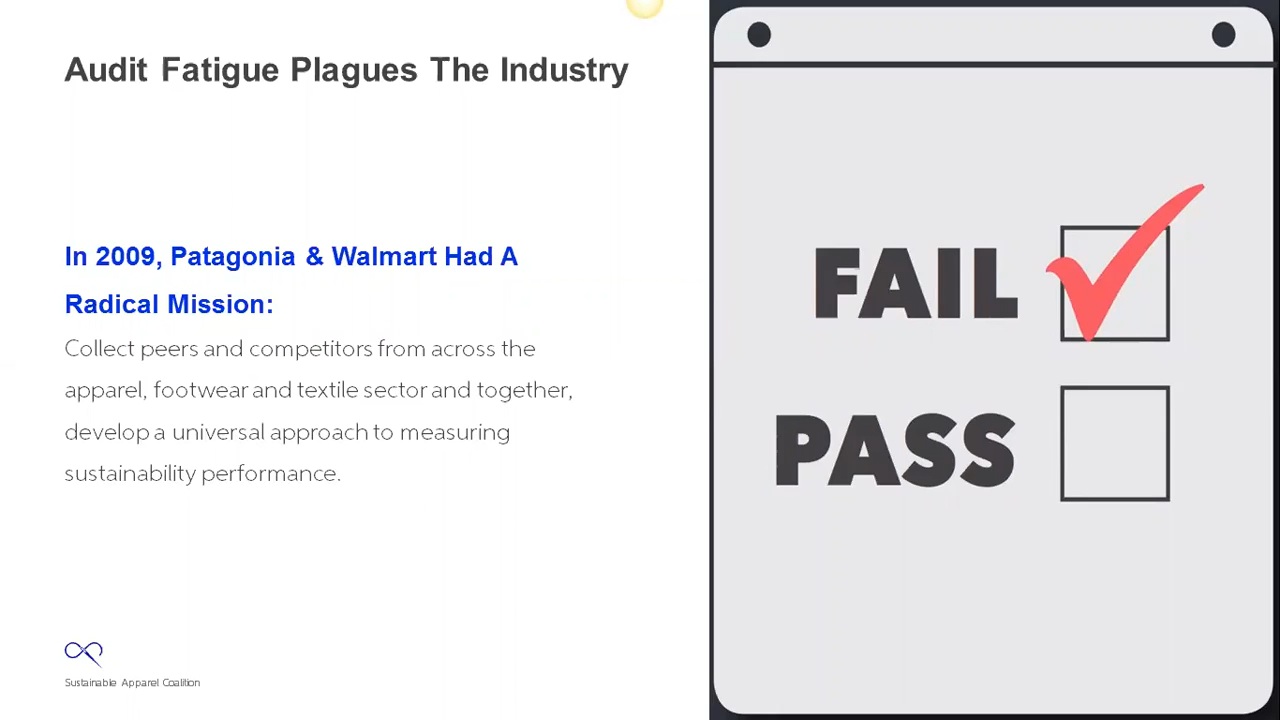 Audit Fatigue Plagues The Industry
In 2009, Patagonia & Walmart Had A
Radical Mission:
Collect peers and competitors from across the
apparel, footwear and textile sector and together,
develop a universal approach to measuring
sustainability performance.
Sustainable Apparel Coalition
FAIL
PASS